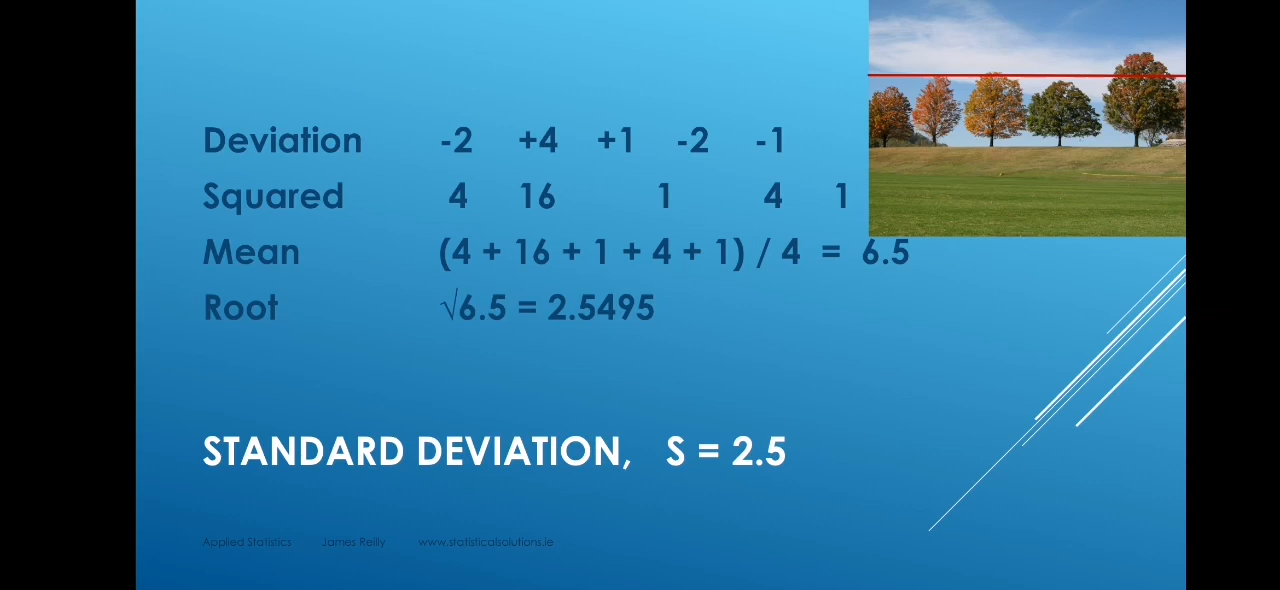 Deviation -2 +4 +1 -2 -1
Squared 4 16 1 4 1
Mean (4 + 16 + 1 + 4 + 1) / 4 = 6.5
Root √6.5 = 2.5495
STANDARD DEVIATION, S = 2.5
Applied Statistics James Reilly www.statisticalsolutions.ie